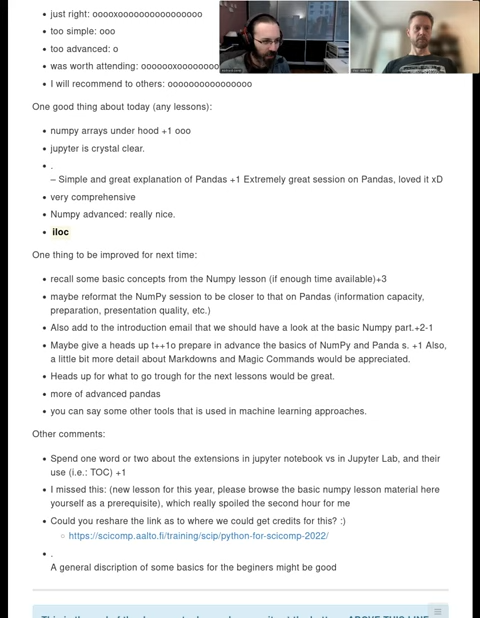 just right: ooooxoooooooooooooooo
too simple: ooo
too advanced: o
was worth attending: oooooooxoooooooo
I will recommend to others: oooooooooooooooo
One good thing about today (any lessons):
numpy arrays under hood +1 ooo
jupyter is crystal clear.
.
– Simple and great explanation of Pandas +1 Extremely great session on Pandas, loved it xD
very comprehensive
Numpy advanced: really nice.
iloc
One thing to be improved for next time:
recall some basic concepts from the Numpy lesson (if enough time available)+3
maybe reformat the NumPy session to be closer to that on Pandas (information capacity,
preparation, presentation quality, etc.)
Also add to the introduction email that we should have a look at the basic Numpy part.+2-1
Maybe give a heads up t++1o prepare in advance the basics of NumPy and Panda s. +1 Also,
a little bit more detail about Markdowns and Magic Commands would be appreciated.
Heads up for what to go trough for the next lessons would be great.
more of advanced pandas
you can say some other tools that is used in machine learning approaches.
Other comments:
Spend one word or two about the extensions in jupyter notebook vs in Jupyter Lab, and their
use (i.e.: TOC) +1
I missed this: (new lesson for this year, please browse the basic numpy lesson material here
yourself as a prerequisite), which really spoiled the second hour for me
Could you reshare the link as to where we could get credits for this? :)
https://scicomp.aalto.fi/training/scip/python-for-scicomp-2022/
.
A general discription of some basics for the beginers might be good